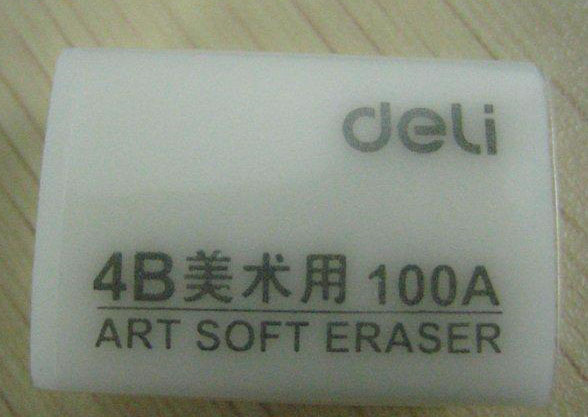 deli
4B美术用 100A
ART SOFT ERASER